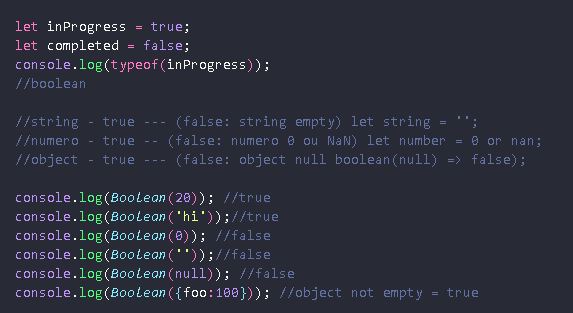 let inProgress = true;
let completed = false;
console.log(typeof(inProgress));
//boolean
//string - true --- (false: string empty) let string = '';
//numero - true -- (false: numero 0 ou NaN) let number = 0 or nan;
//object - true --- (false: object null boolean(null) => false);
console.log(Boolean(20)); //true
console.log(Boolean('hi'));//true
console.log(Boolean(0)); //false
console.log(Boolean(''));//false
console.log(Boolean(null)); //false
console.log(Boolean({foo:100})); //object not empty = true